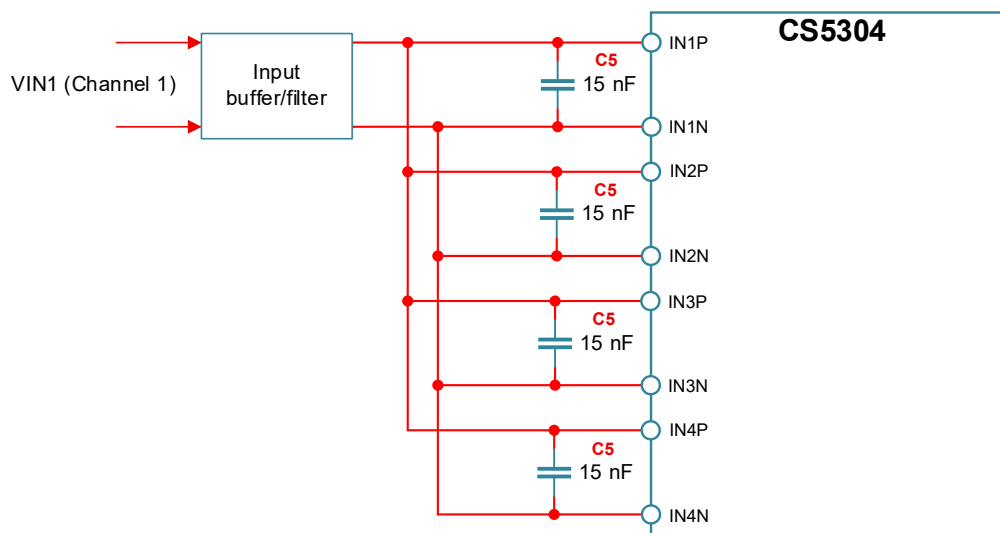 CS5304
IN1P
VIN1 (Channel 1)
Input
buffer/filter
C5
15 nF
IN1N
IN2P
C5
15 nF
IN2N
IN3P
C5
15 nF
IN3N
IN4P
C5
15 nF
IN4N